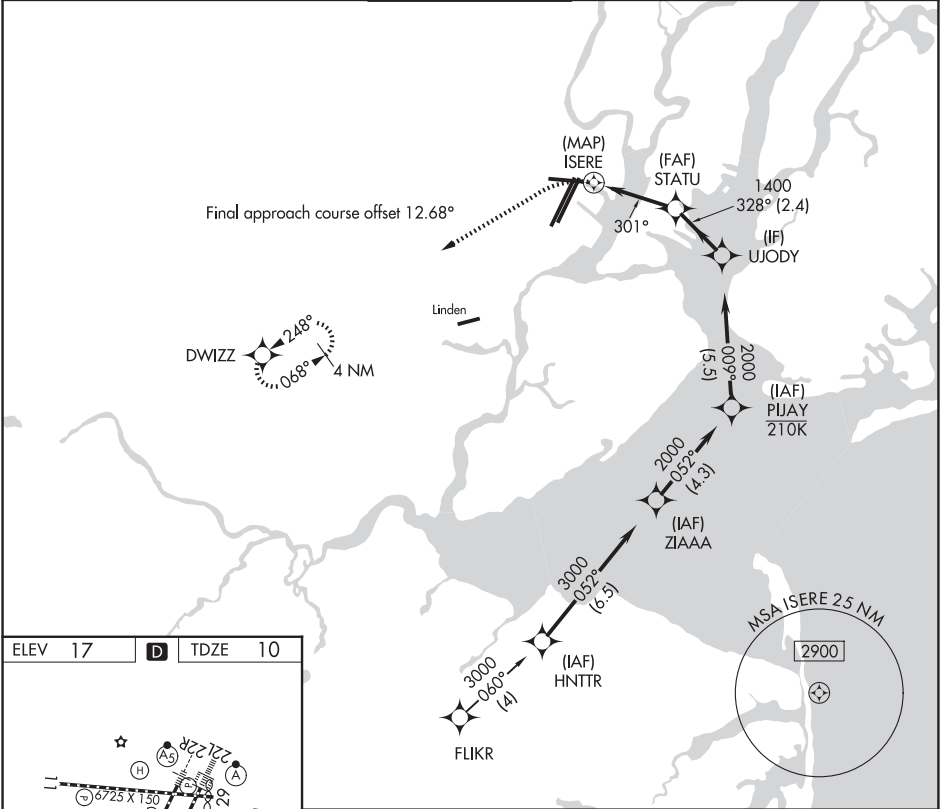 (MAP)
ISERE
(FAF)
STATU
1400
328° (2.4)
301°
(IF)
UJODY
Final approach course offset 12.68°
Linden
DWIZZ
248°
068°
4 NM
2000
009°
(5.5)
(IAF)
PIJAY
210K
2000
052°
(4.3)
(IAF)
ZIAAA
3000
052°
(6.5)
(IAF)
HNTTR
3000
060°
(4)
FLIKR
MSA ISERE 25 NM
2900
ELEV 17
D
TDZE 10
A5
22R
22L
A
H
11
P
6725 X 150
29